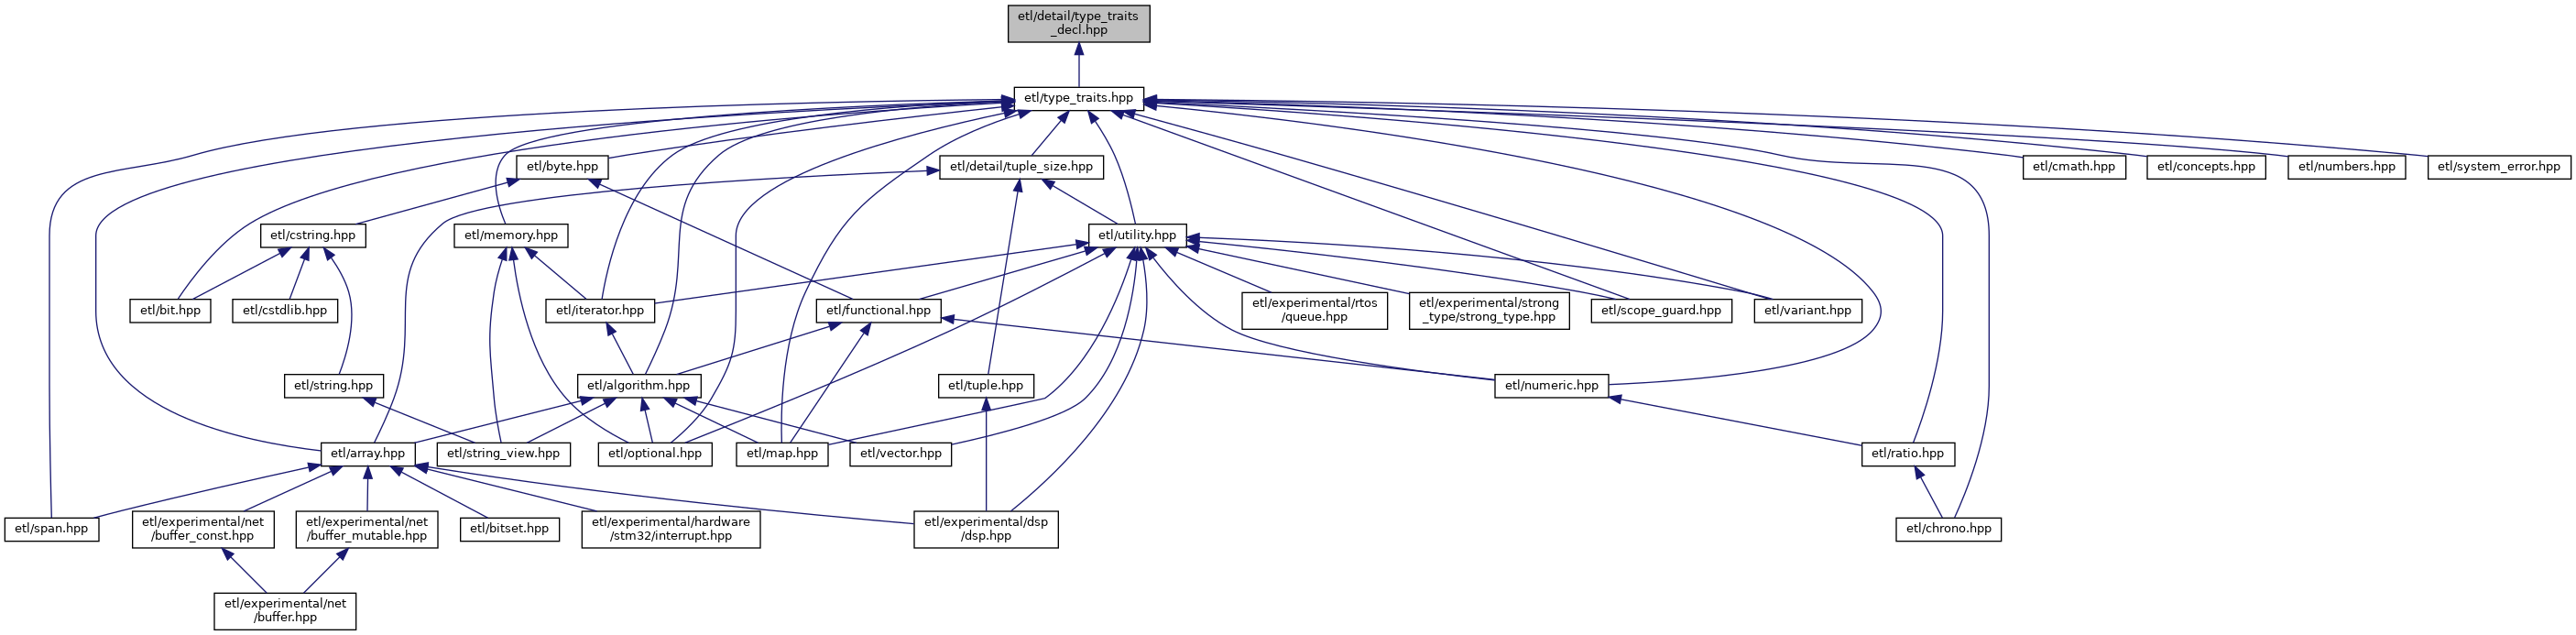 etl/detail/type_traits
_decl.hpp
etl/type_traits.hpp
etl/byte.hpp
etl/detail/tuple_size.hpp
etl/cmath.hpp
etl/concepts.hpp
etl/numbers.hpp
etl/system_error.hpp
etl/cstring.hpp
etl/memory.hpp
etl/utility.hpp
etl/bit.hpp
etl/cstdlib.hpp
etl/iterator.hpp
etl/functional.hpp
etl/experimental/rtos
/queue.hpp
etl/experimental/strong
_type/strong_type.hpp
etl/scope_guard.hpp
etl/variant.hpp
etl/string.hpp
etl/algorithm.hpp
etl/tuple.hpp
etl/numeric.hpp
etl/array.hpp
etl/string_view.hpp
etl/optional.hpp
etl/map.hpp
etl/vector.hpp
etl/ratio.hpp
etl/span.hpp
etl/experimental/net
/buffer_const.hpp
etl/experimental/net
/buffer_mutable.hpp
etl/bitset.hpp
etl/experimental/hardware
/stm32/interrupt.hpp
etl/experimental/dsp
/dsp.hpp
etl/chrono.hpp
etl/experimental/net
/buffer.hpp